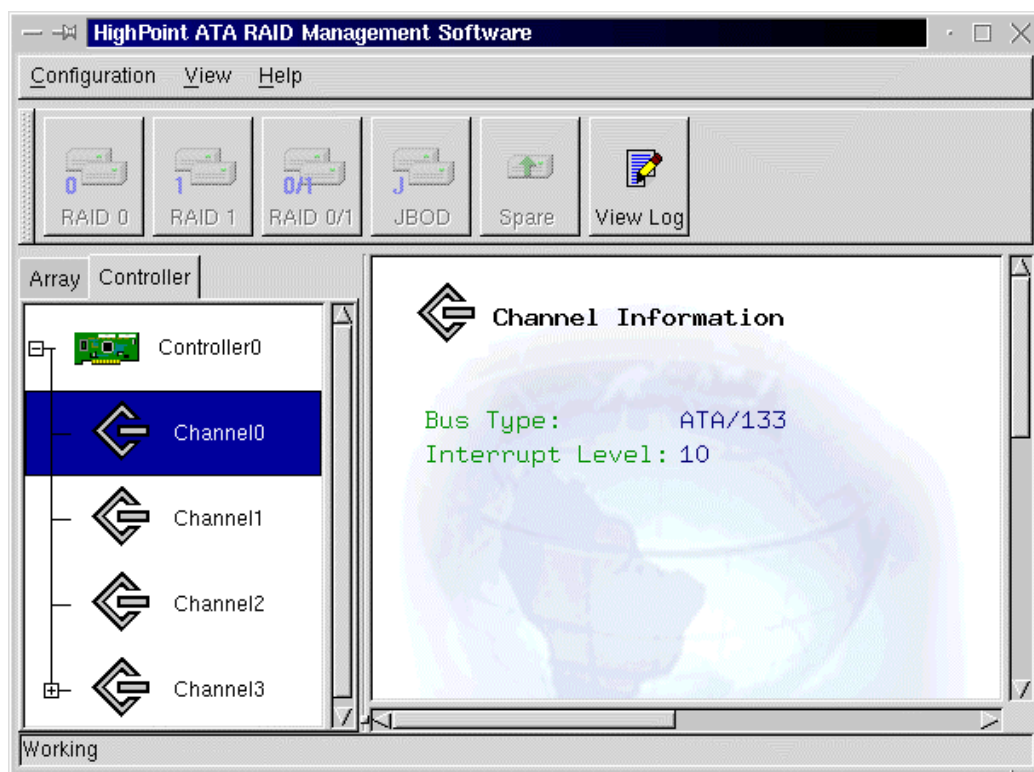 HighPoint ATA RAID Management Software
Configuration View Help
0 1 0/1 J
RAID 0 RAID 1 RAID 0/1 JBOD Spare View Log
Array Controller
Controller0
Channel0
Channel1
Channel2
Channel3
Channel Information
Bus Type: ATA/133
Interrupt Level: 10
Working